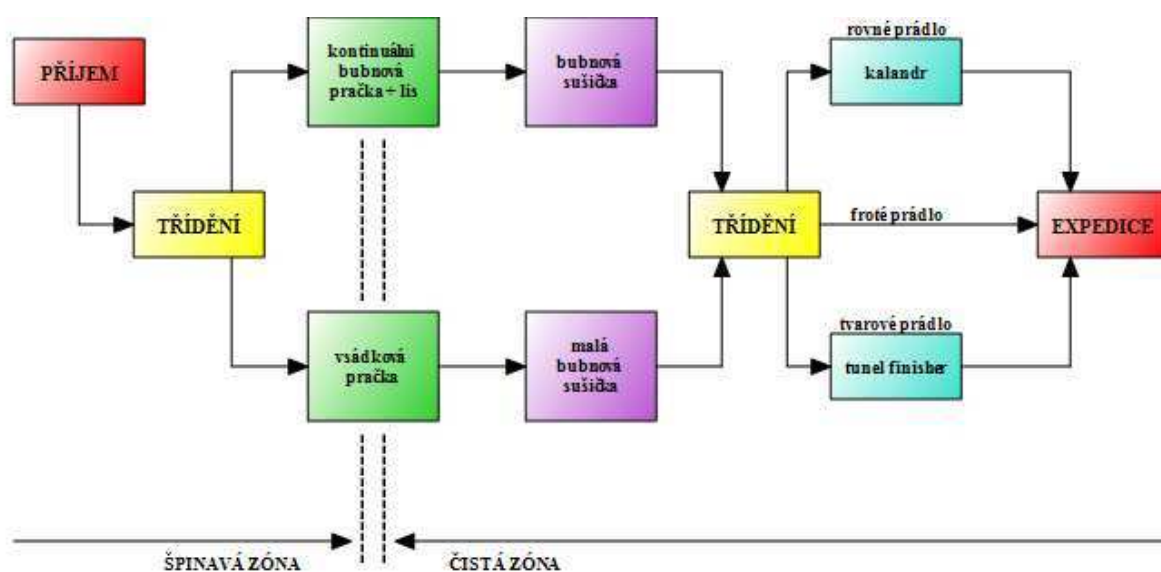 PŘÍJEM
TŘÍDĚNÍ
kontinuální
bubnová
pračka + lis
vsádková
pračka
bubnová
sušička
malá
bubnová
sušička
TŘÍDĚNÍ
rovné prádlo
kalandr
froté prádlo
tvarové prádlo
tunel finisher
EXPEDICE
ŠPINAVÁ ZÓNA
ČISTÁ ZÓNA